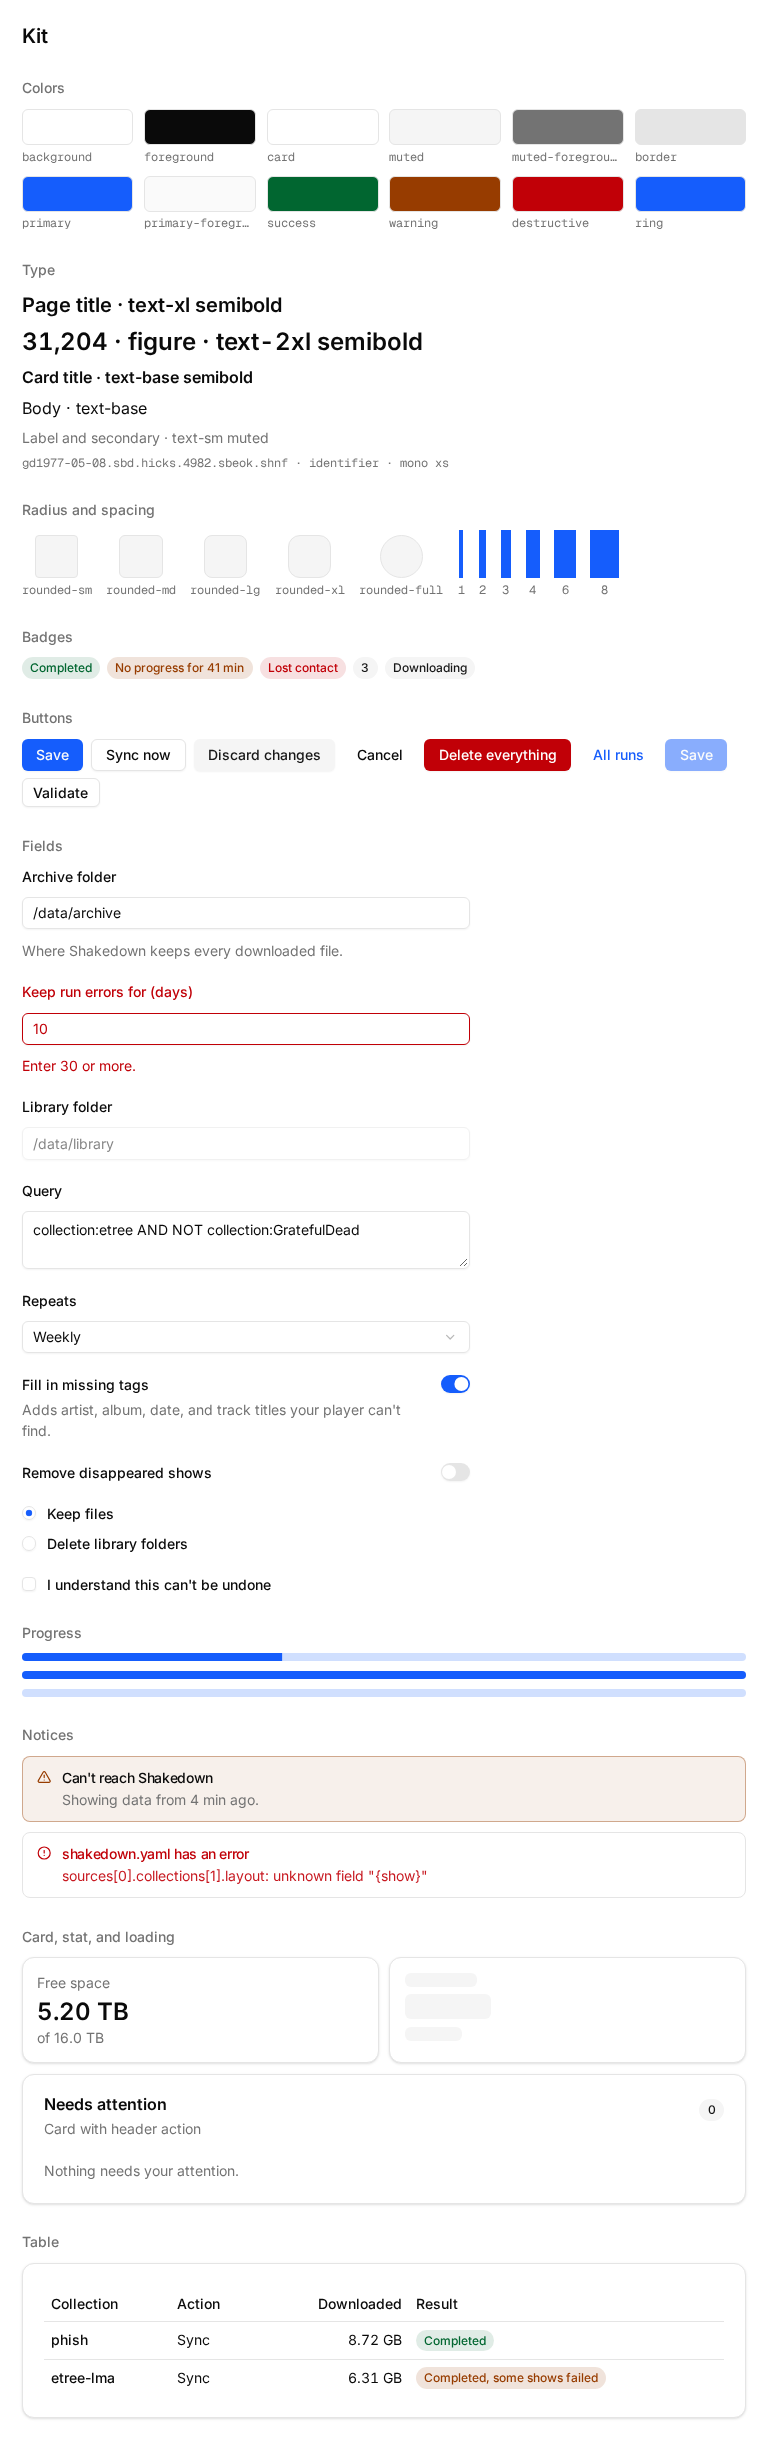 Kit
Colors
background foreground card muted muted-foregrou… border
primary primary-foregr… success warning destructive ring
Type
Page title · text-xl semibold
31,204 · figure · text-2xl semibold
Card title · text-base semibold
Body · text-base
Label and secondary · text-sm muted
gd1977-05-08.sbd.hicks.4982.sbeok.shnf · identifier · mono xs
Radius and spacing
rounded-sm rounded-md rounded-lg rounded-xl rounded-full 1 2 3 4 6 8
Badges
Completed No progress for 41 min Lost contact 3 Downloading
Buttons
Save Sync now Discard changes Cancel Delete everything All runs Save
Validate
Fields
Archive folder
/data/archive
Where Shakedown keeps every downloaded file.
Keep run errors for (days)
10
Enter 30 or more.
Library folder
/data/library
Query
collection:etree AND NOT collection:GratefulDead
Repeats
Weekly
Fill in missing tags
Adds artist, album, date, and track titles your player can't
find.
Remove disappeared shows
Keep files
Delete library folders
I understand this can't be undone
Progress
Notices
Can't reach Shakedown
Showing data from 4 min ago.
shakedown.yaml has an error
sources[0].collections[1].layout: unknown field "{show}"
Card, stat, and loading
Free space
5.20 TB
of 16.0 TB
Needs attention
0
Card with header action
Nothing needs your attention.
Table
Collection Action Downloaded Result
phish Sync 8.72 GB Completed
etree-lma Sync 6.31 GB Completed, some shows failed